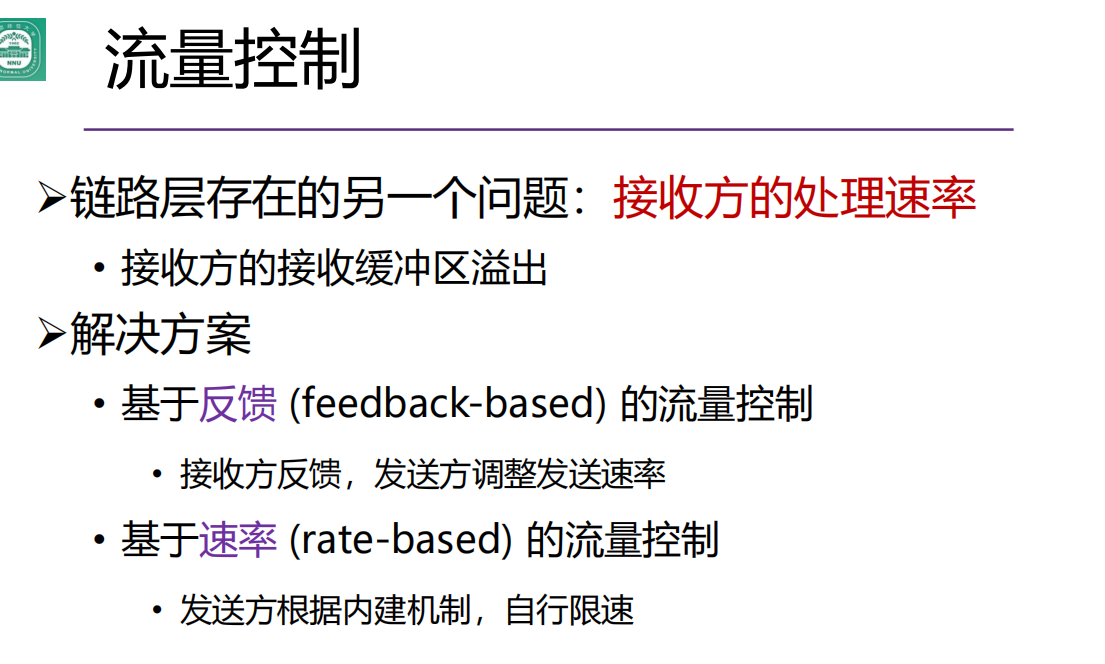 NNU
流量控制
➢链路层存在的另一个问题：接收方的处理速率
• 接收方的接收缓冲区溢出
➢解决方案
• 基于反馈 (feedback-based) 的流量控制
• 接收方反馈，发送方调整发送速率
• 基于速率 (rate-based) 的流量控制
• 发送方根据内建机制，自行限速